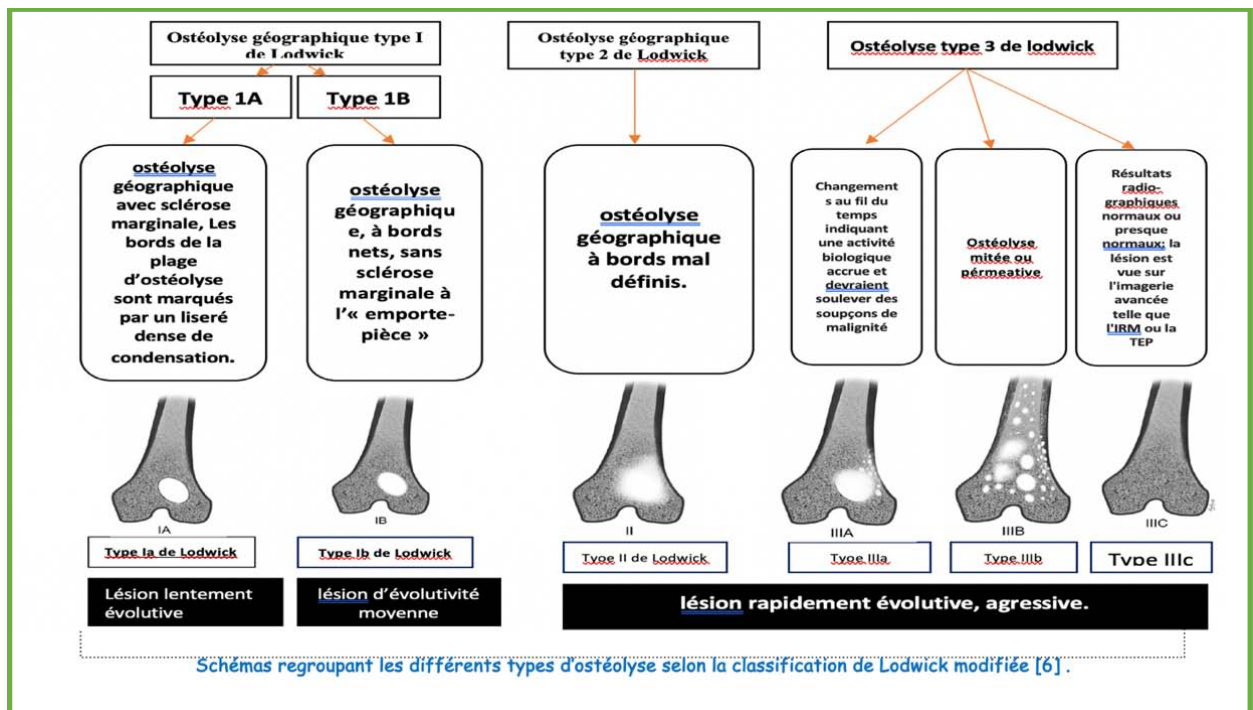 Ostéolyse géographique type I
de Lodwick
Ostéolyse géographique
type 2 de Lodwick
Ostéolyse type 3 de lodwick
Type 1A
Type 1B
ostéolyse
géographique
avec sclérose
marginale, Les
bords de la
plage
d'ostéolyse
sont marqués
par un liseré
dense de
condensation.
ostéolyse
géographiqu
e, à bords
nets, sans
sclérose
marginale à
l'« emporte-
pièce »
ostéolyse
géographique
à bords mal
définis.
Changement
s au fil du
temps
indiquant
une activité
biologique
accrue et
devraient
soulever des
soupçons de
malignité
Ostéolyse
mitée ou
pérmeative
Résultats
radio-
graphiques
normaux ou
presque
normaux; la
lésion est
vue sur
l'imagerie
avancée
telle que
l'IRM ou la
TEP
IA
IB
II
IIIA
IIIB
IIIC
Type Ia de Lodwick
Type Ib de Lodwick
Type II de Lodwick
Type IIIa
Type IIIb
Type IIIc
Lésion lentement
évolutive
lésion d'évolutivité
moyenne
lésion rapidement évolutive, agressive.
Schémas regroupant les différents types d'ostéolyse selon la classification de Lodwick modifiée [6] .